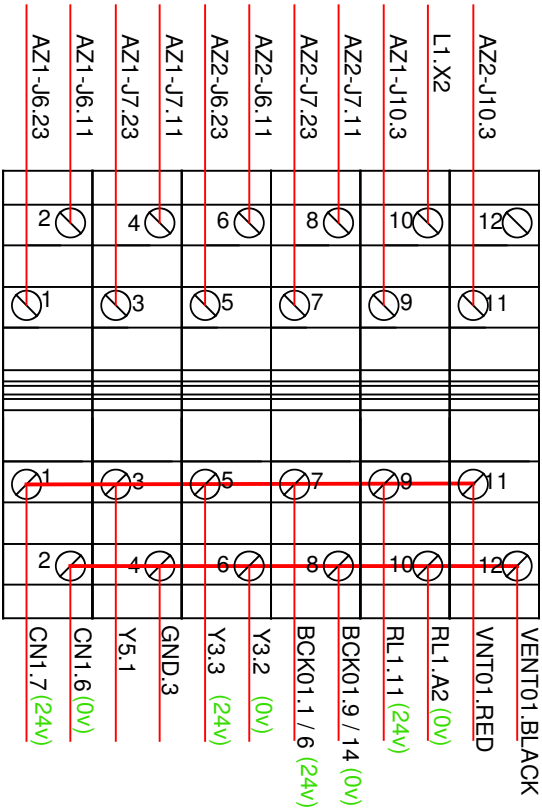 AZ1-J6.23
AZ1-J6.11
AZ1-J7.23
AZ1-J7.11
AZ2-J6.23
AZ2-J6.11
AZ2-J7.23
AZ2-J7.11
AZ1-J10.3
L1.X2
AZ2-J10.3
2 4 6 8 10 12
1 3 5 7 9 11
1 3 5 7 9 11
2 4 6 8 10 12
CN1.7 (24v)
CN1.6 (0v)
Y5.1
GND.3
Y3.3 (24v)
Y3.2 (0v)
BCK01.1 / 6 (24v)
BCK01.9 / 14 (0v)
RL1.11 (24v)
RL1.A2 (0v)
VNT01.RED
VENT01.BLACK